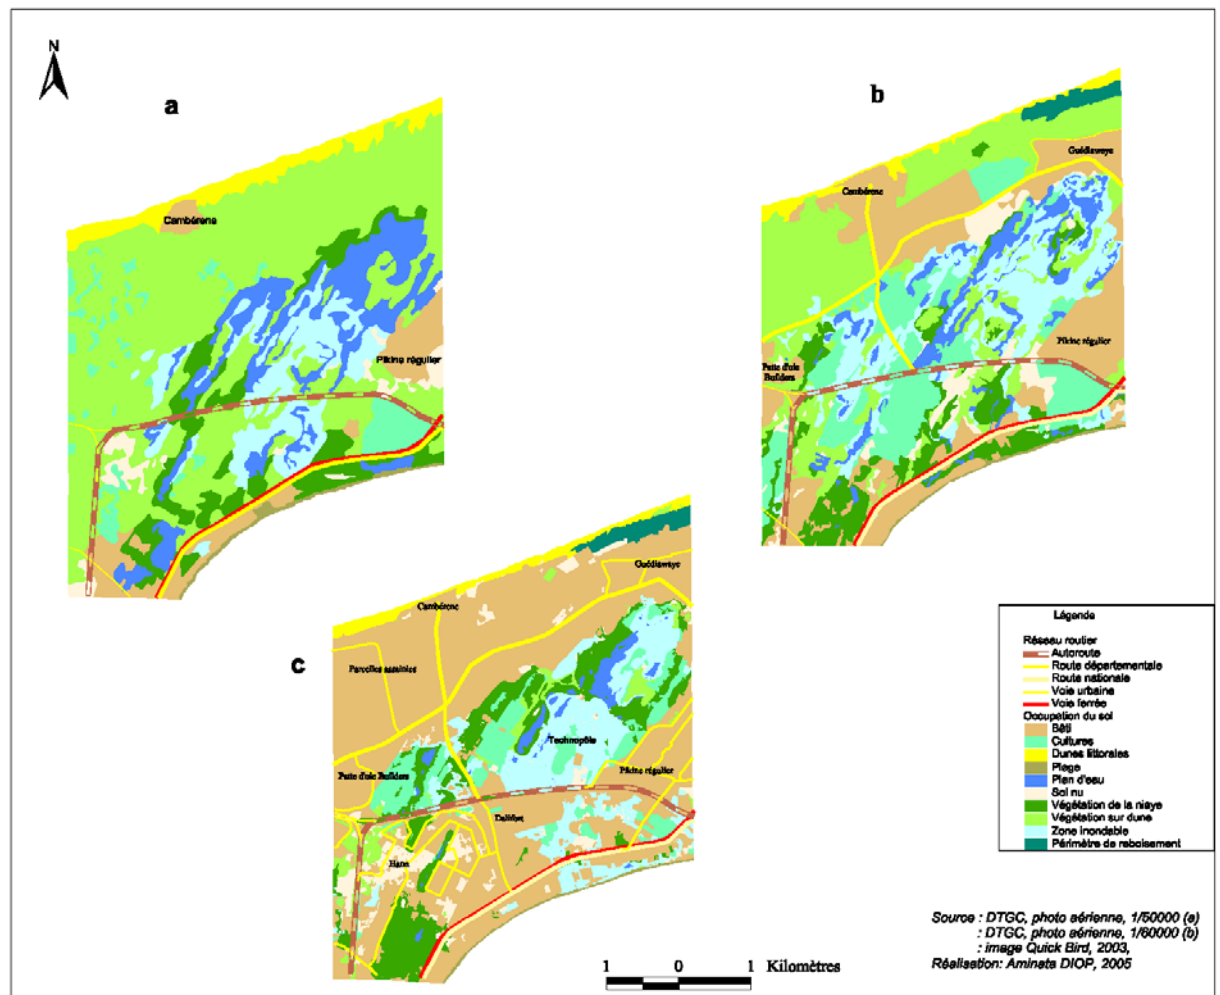 N
a
Cambérene
Pikine régulier
b
Guédiawaye
Cambérene
Pikine régulier
Patte d'oie
Builders
c
Guédiawaye
Cambérene
Parcelles assainies
Technopôle
Patte d'oie Builders
Pikine régulier
Dalifort
Hann
Légende
Réseau routier
Autoroute
Route départementale
Route nationale
Voie urbaine
Voie ferrée
Occupation du sol
Bâti
Cultures
Dunes littorales
Plage
Plan d'eau
Sol nu
Végétation de la niaye
Végétation sur dune
Zone inondable
Périmètre de reboisement
Source : DTGC, photo aérienne, 1/50000 (a)
: DTGC, photo aérienne, 1/60000 (b)
: image Quick Bird, 2003,
Réalisation: Aminata DIOP, 2005
1 0 1 Kilomètres